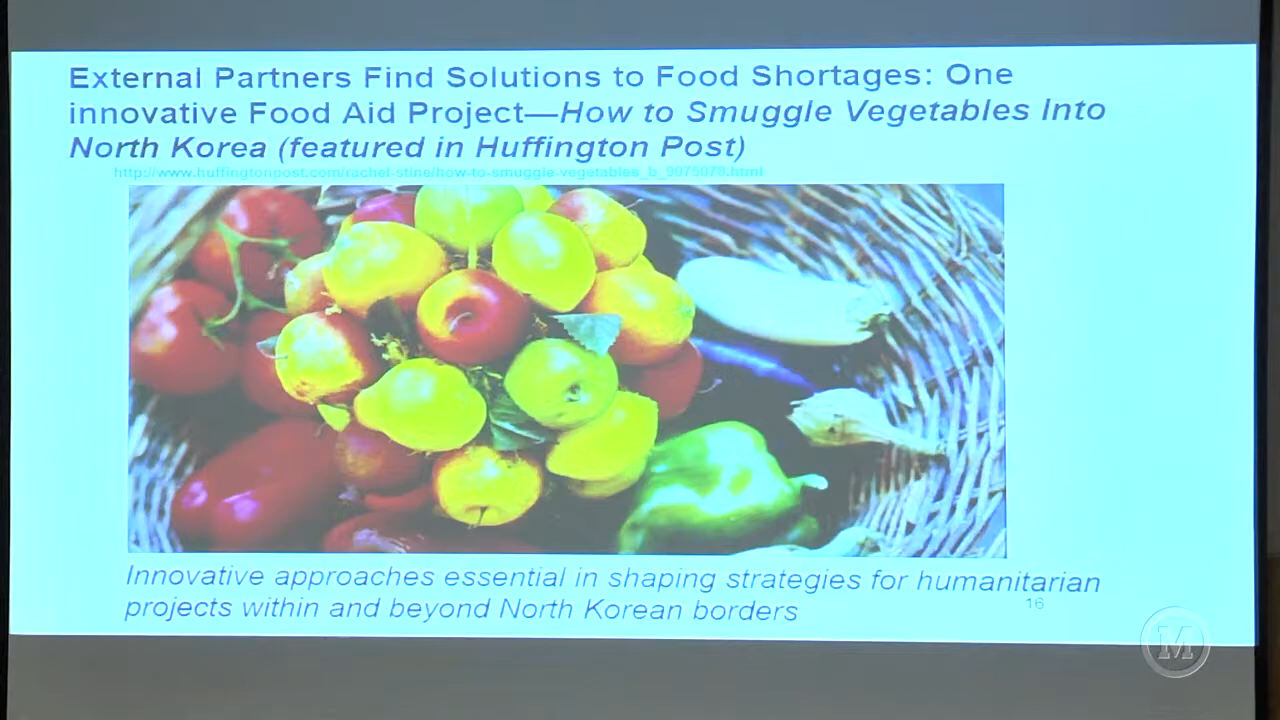 External Partners Find Solutions to Food Shortages: One
innovative Food Aid Project—How to Smuggle Vegetables Into
North Korea (featured in Huffington Post)
http://www.huffingtonpost.com/rachel-stine/how-to-smuggle-vegetables_b_9075078.html
Innovative approaches essential in shaping strategies for humanitarian
projects within and beyond North Korean borders
16
M